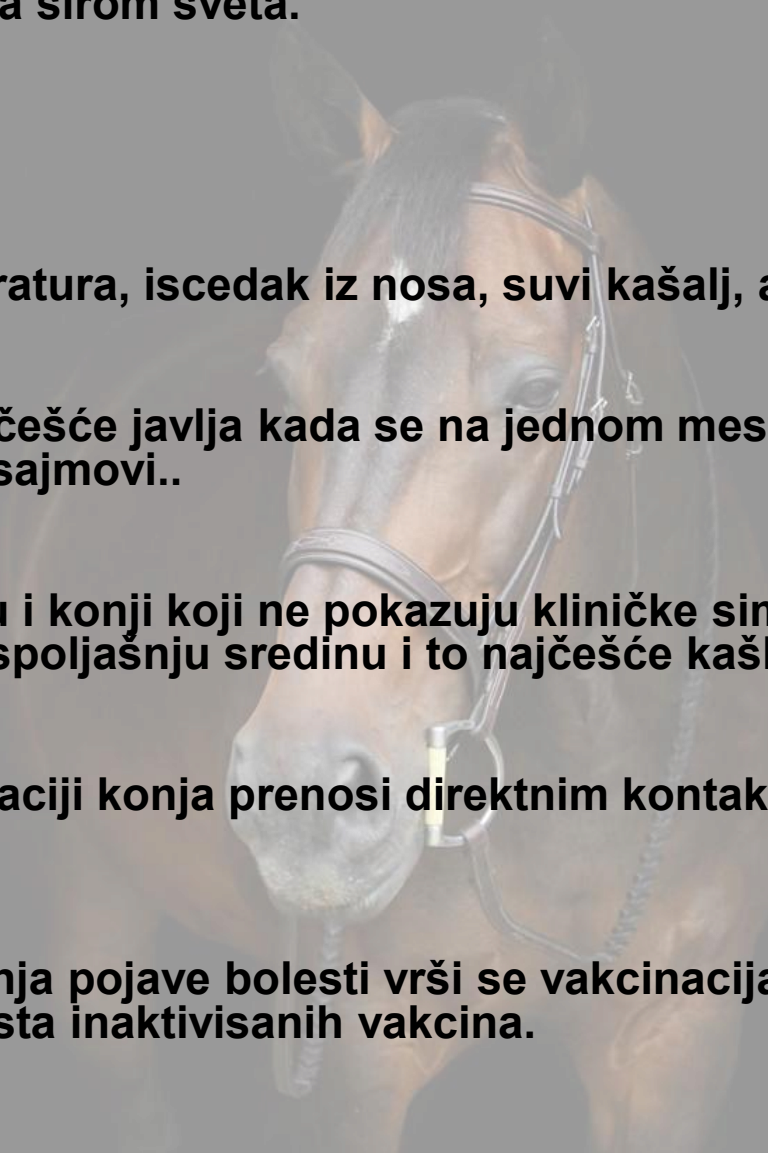 a širom sveta.
ratura, iscedak iz nosa, suvi kašalj, a
češće javlja kada se na jednom mes
sajmovi..
u i konji koji ne pokazuju kliničke sim
spoljašnju sredinu i to najčešće kašl
aciji konja prenosi direktnim kontak
nja pojave bolesti vrši se vakcinacija
sta inaktivisanih vakcina.